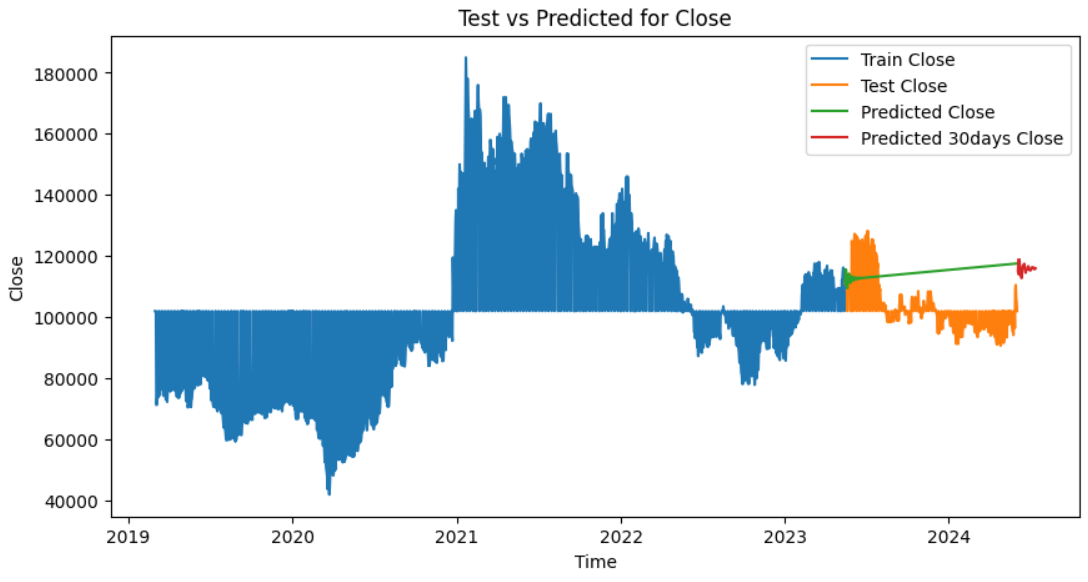 Test vs Predicted for Close
Train Close
Test Close
Predicted Close
Predicted 30days Close
Close
180000
160000
140000
120000
100000
80000
60000
40000
2019
2020
2021
2022
2023
2024
Time